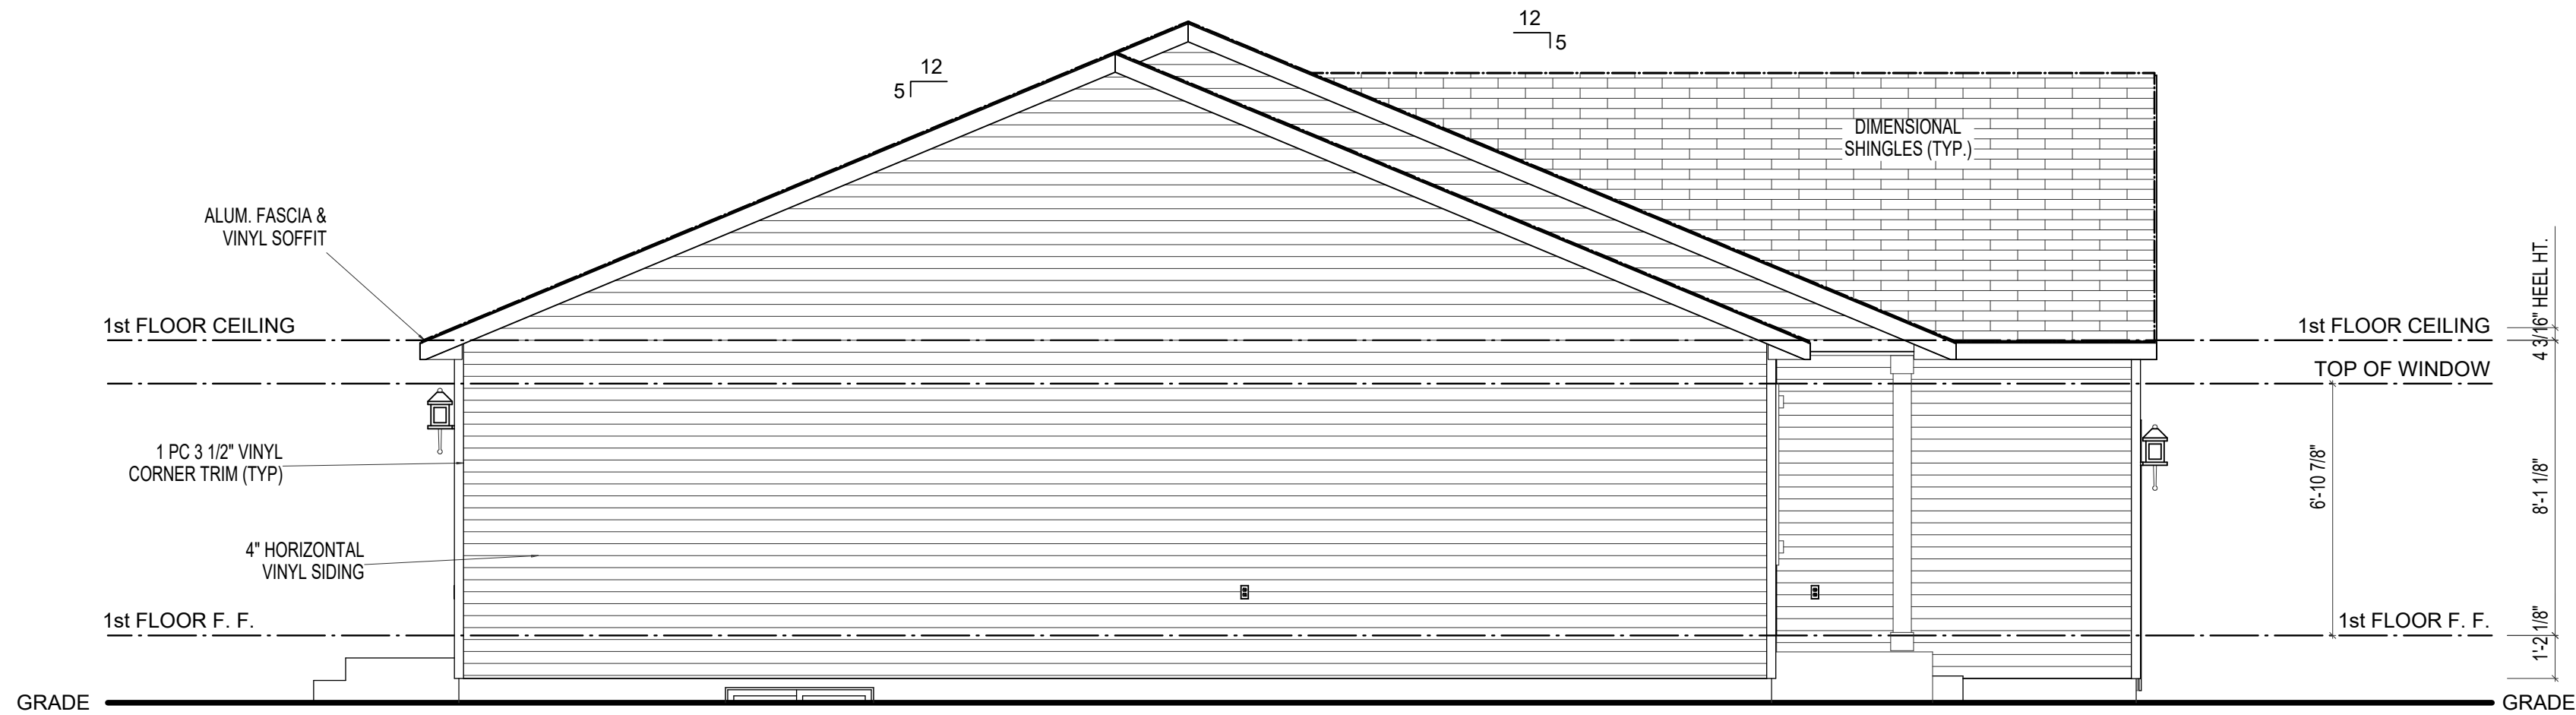 12
5
12
5
DIMENSIONAL
SHINGLES (TYP.)
ALUM. FASCIA &
VINYL SOFFIT
1st FLOOR CEILING
1st FLOOR CEILING
4 3/16" HEEL HT.
TOP OF WINDOW
1 PC 3 1/2" VINYL
CORNER TRIM (TYP)
6'-10 7/8"
8'-1 1/8"
4" HORIZONTAL
VINYL SIDING
1st FLOOR F. F.
1st FLOOR F. F.
1'-2 1/8"
GRADE
GRADE